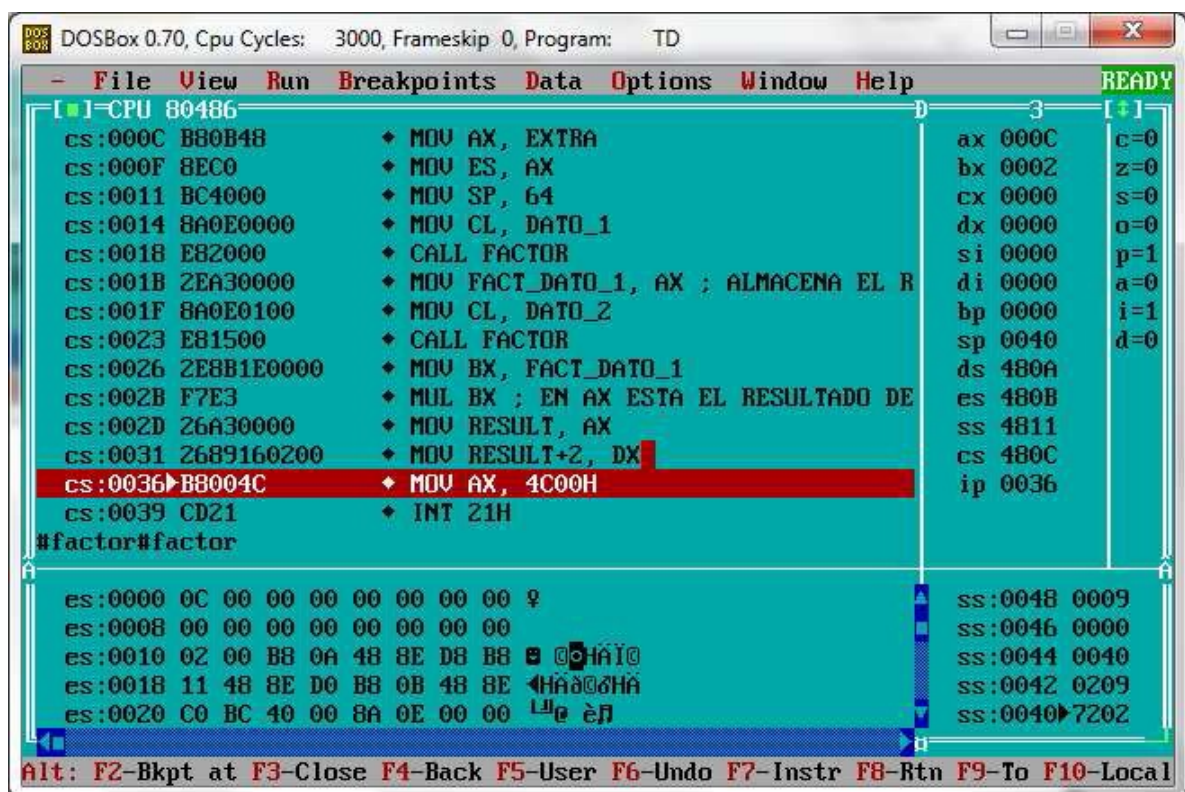 DOSBox 0.70, Cpu Cycles: 3000, Frameskip 0, Program: TD
File View Run Breakpoints Data Options Window Help READY
CPU 80486 3
cs:000C B80B48 MOV AX, EXTRA ax 000C c=0
cs:000F 8EC0 MOV ES, AX bx 0002 z=0
cs:0011 BC4000 MOV SP, 64 cx 0000 s=0
cs:0014 8A0E0000 MOV CL, DATO_1 dx 0000 o=0
cs:0018 E82000 CALL FACTOR si 0000 p=1
cs:001B 2EA30000 MOV FACT_DATO_1, AX ; ALMACENA EL R di 0000 a=0
cs:001F 8A0E0100 MOV CL, DATO_2 bp 0000 i=1
cs:0023 E81500 CALL FACTOR sp 0040 d=0
cs:0026 2E8B1E0000 MOV BX, FACT_DATO_1 ds 480A
cs:002B F7E3 MUL BX ; EN AX ESTA EL RESULTADO DE es 480B
cs:002D 26A30000 MOV RESULT, AX ss 4811
cs:0031 2689160200 MOV RESULT+2, DX cs 480C
cs:0036►B8004C MOV AX, 4C00H ip 0036
cs:0039 CD21 INT 21H
#factor#factor
es:0000 0C 00 00 00 00 00 00 00 ♀ ss:0048 0009
es:0008 00 00 00 00 00 00 00 00 ss:0046 0000
es:0010 02 00 B8 0A 48 8E D8 B8 ss:0044 0040
es:0018 11 48 8E D0 B8 0B 48 8E ss:0042 0209
es:0020 C0 BC 40 00 8A 0E 00 00 ss:0040►7202
Alt: F2-Bkpt at F3-Close F4-Back F5-User F6-Undo F7-Instr F8-Rtn F9-To F10-Local